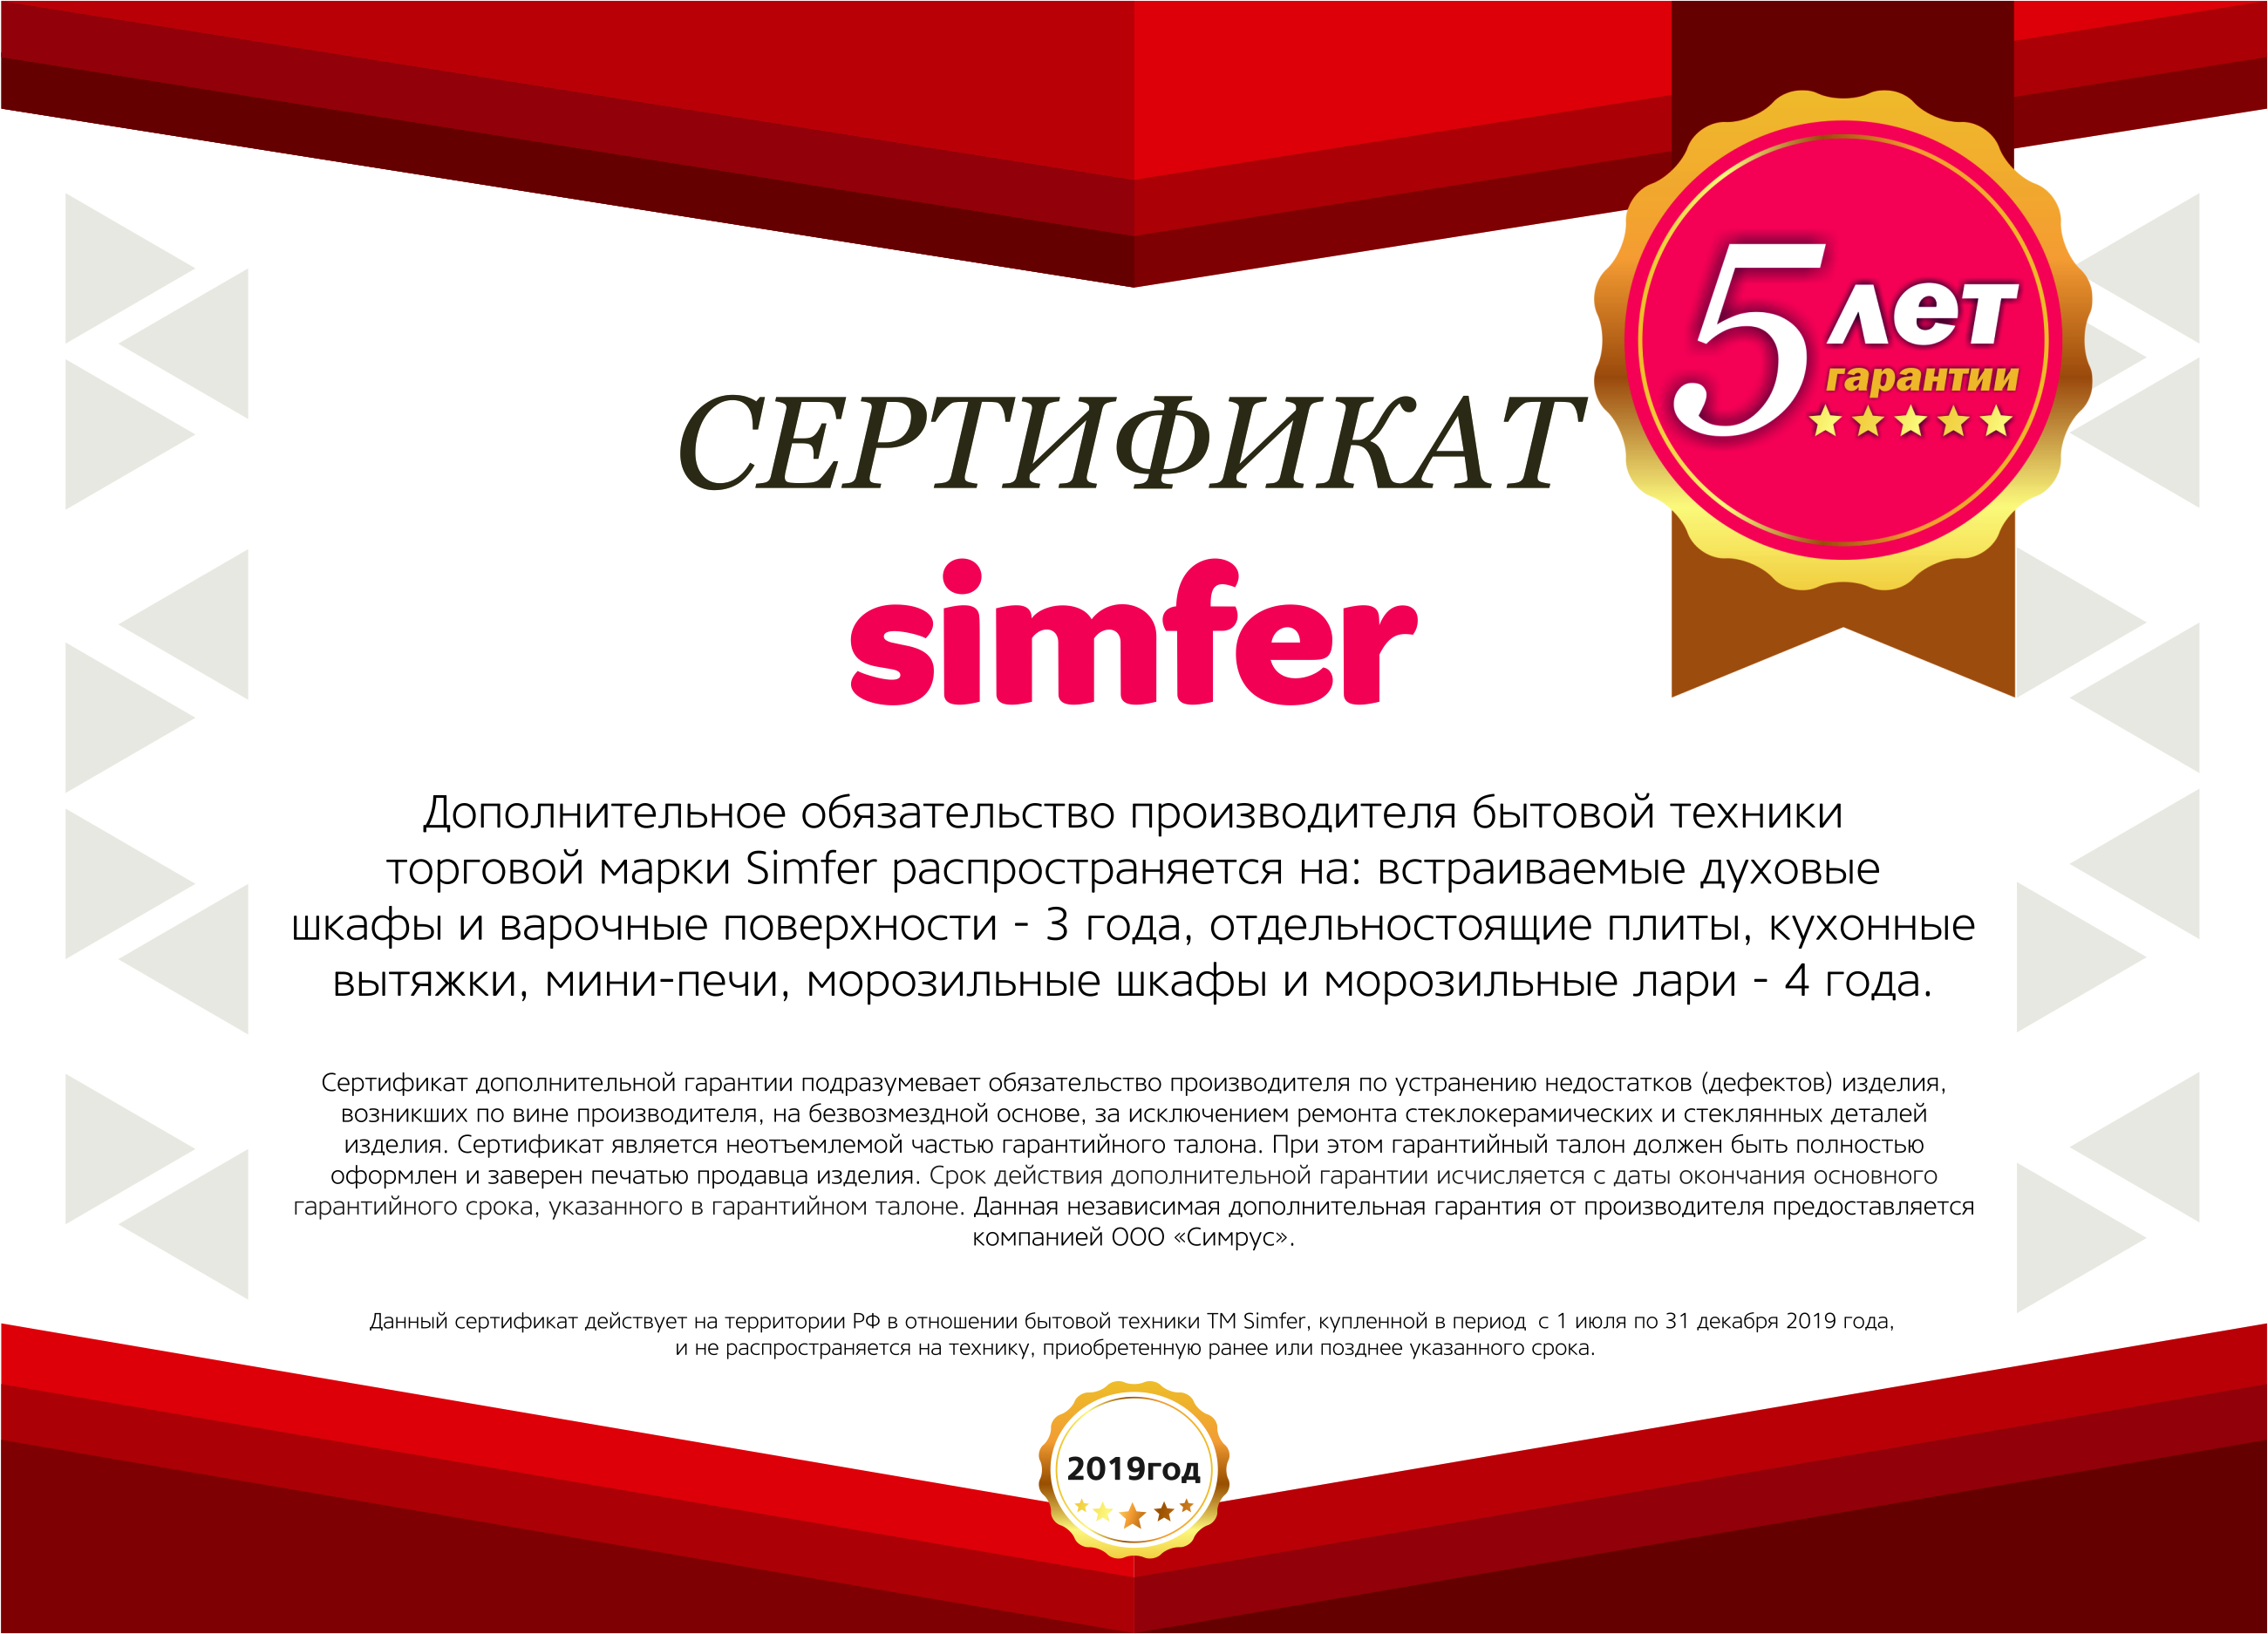 5 лет
гарантии
СЕРТИФИКАТ
simfer
Дополнительное обязательство производителя бытовой техники
торговой марки Simfer распространяется на: встраиваемые духовые
шкафы и варочные поверхности - 3 года, отдельностоящие плиты, кухонные
вытяжки, мини-печи, морозильные шкафы и морозильные лари - 4 года.
Сертификат дополнительной гарантии подразумевает обязательство производителя по устранению недостатков (дефектов) изделия,
возникших по вине производителя, на безвозмездной основе, за исключением ремонта стеклокерамических и стеклянных деталей
изделия. Сертификат является неотъемлемой частью гарантийного талона. При этом гарантийный талон должен быть полностью
оформлен и заверен печатью продавца изделия. Срок действия дополнительной гарантии исчисляется с даты окончания основного
гарантийного срока, указанного в гарантийном талоне. Данная независимая дополнительная гарантия от производителя предоставляется
компанией ООО «Симрус».
Данный сертификат действует на территории РФ в отношении бытовой техники ТМ Simfer, купленной в период с 1 июля по 31 декабря 2019 года,
и не распространяется на технику, приобретенную ранее или позднее указанного срока.
2019год